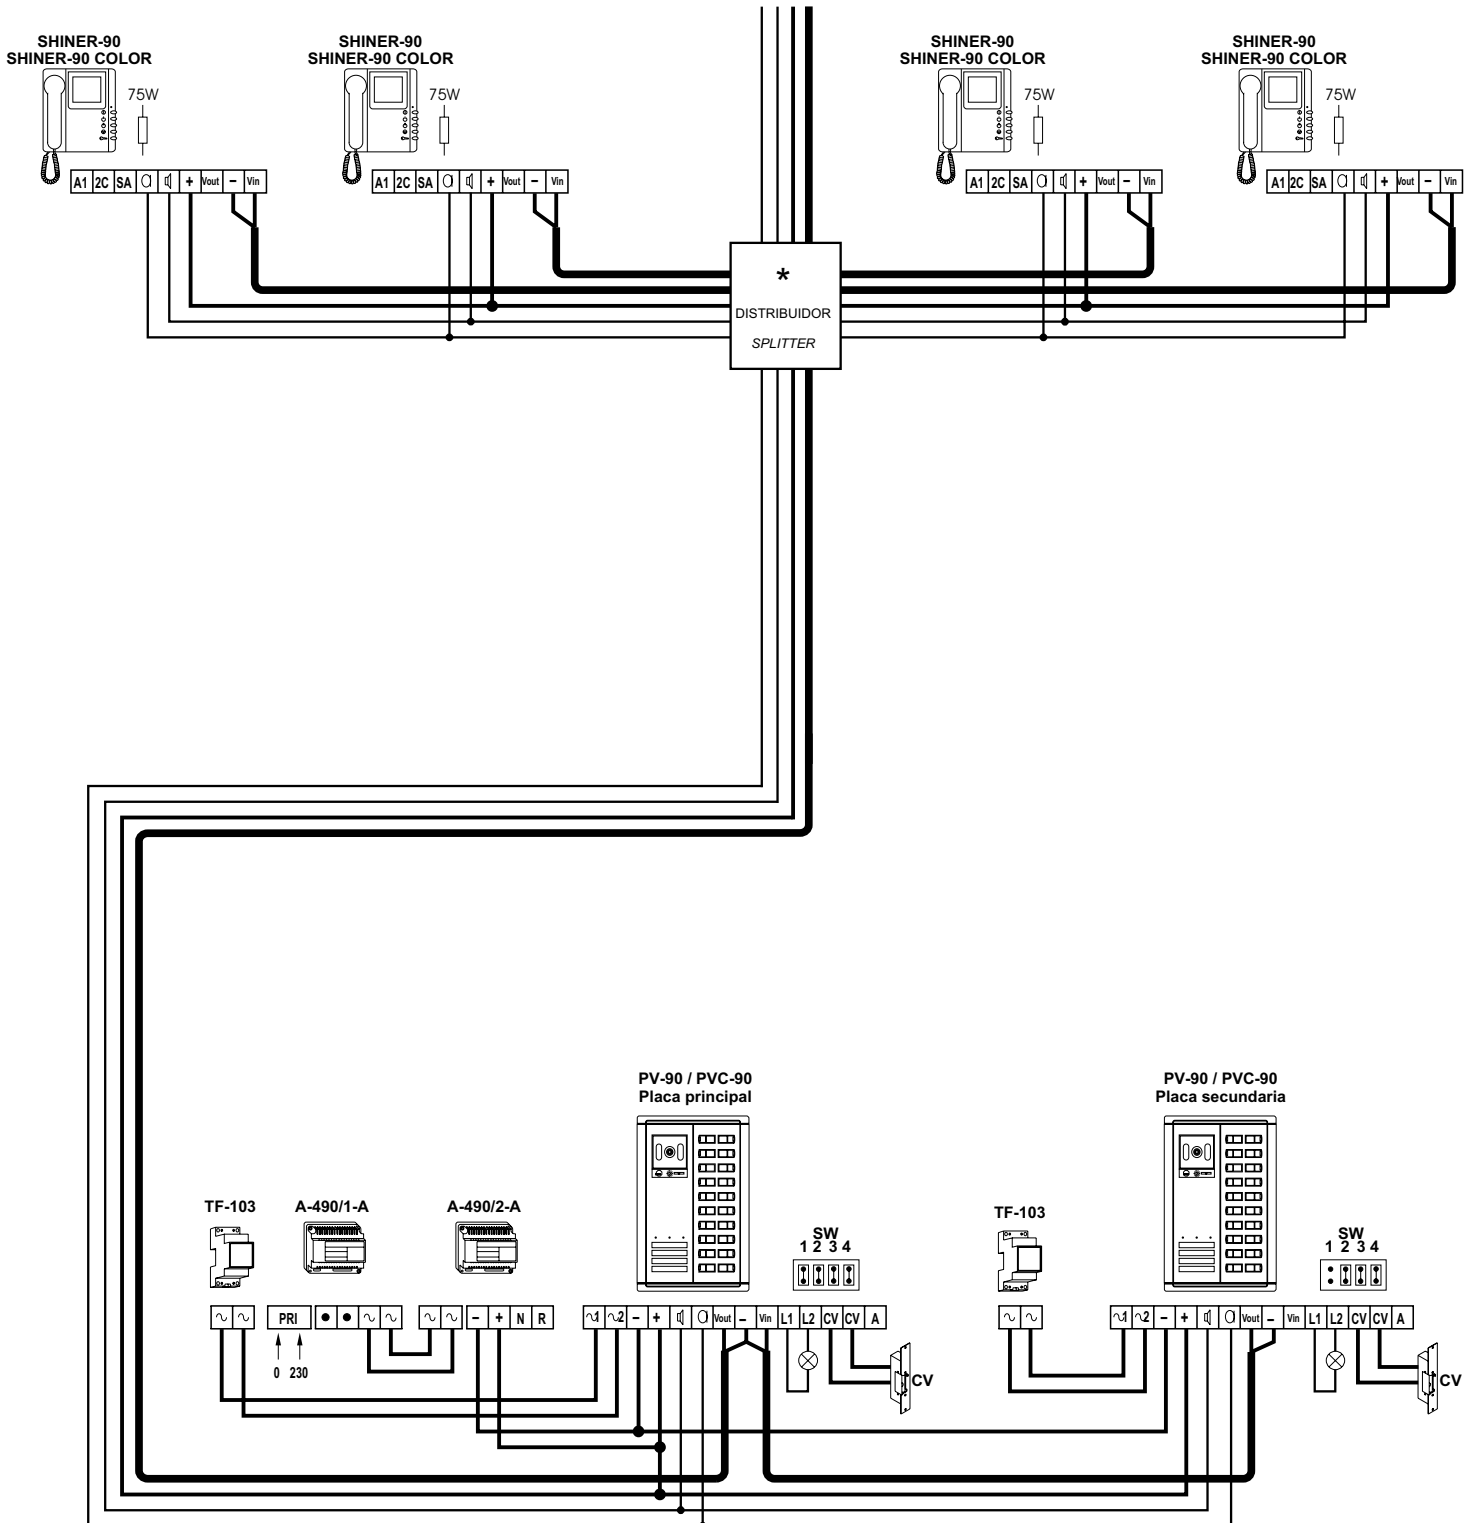 SHINER-90
SHINER-90 COLOR
SHINER-90
SHINER-90 COLOR
SHINER-90
SHINER-90 COLOR
SHINER-90
SHINER-90 COLOR
75W
75W
75W
75W
A1 2C SA + Vout – Vin
A1 2C SA + Vout – Vin
A1 2C SA + Vout – Vin
A1 2C SA + Vout – Vin
*
DISTRIBUIDOR
SPLITTER
PV-90 / PVC-90
Placa principal
PV-90 / PVC-90
Placa secundaria
TF-103
A-490/1-A
A-490/2-A
SW
1 2 3 4
TF-103
SW
1 2 3 4
~ ~
PRI
● ● ~ ~
~ ~
– + N R
~1 ~2 – + Vout – Vin L1 L2 CV CV A
~ ~
~1 ~2 – + Vout – Vin L1 L2 CV CV A
0 230
CV
CV